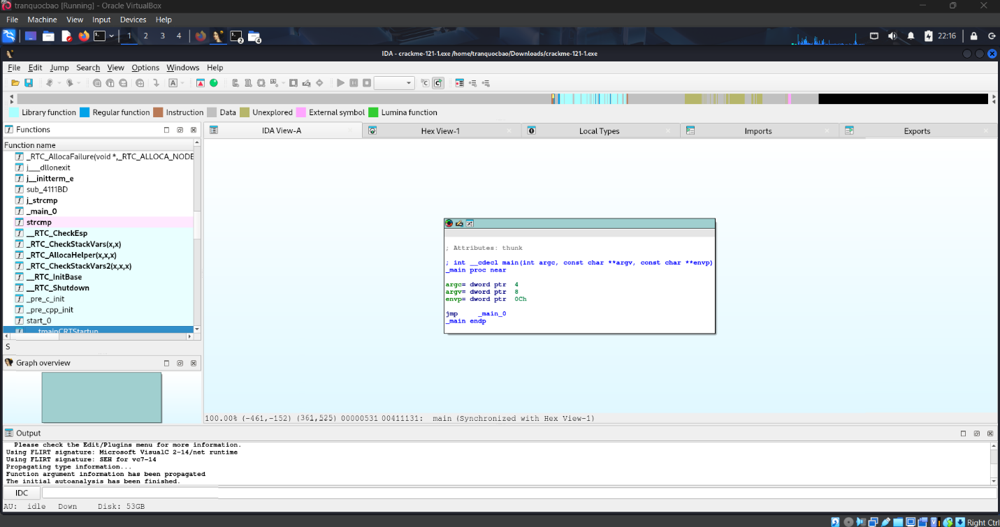 tranquocbao [Running] - Oracle VirtualBox
File Machine View Input Devices Help
1 2 3 4 2 4 22:16
IDA - crackme-121-1.exe /home/tranquocbao/Downloads/crackme-121-1.exe
File Edit Jump Search View Options Windows Help
Library function Regular function Instruction Data Unexplored External symbol Lumina function
Functions
IDA View-A Hex View-1 Local Types Imports Exports
Function name
_RTC_AllocaFailure(void *,_RTC_ALLOCA_NODE
j___dllonexit
j__initterm_e
sub_4111BD
j_strcmp
_main_0
strcmp
__RTC_CheckEsp
_RTC_CheckStackVars(x,x)
_RTC_AllocaHelper(x,x,x)
_RTC_CheckStackVars2(x,x,x)
__RTC_InitBase
__RTC_Shutdown
_pre_c_init
_pre_cpp_init
start_0
tmainCRTStartup
S
Graph overview
; Attributes: thunk
; int __cdecl main(int argc, const char **argv, const char **envp)
_main proc near
argc= dword ptr 4
argv= dword ptr 8
envp= dword ptr 0Ch
jmp _main_0
_main endp
100.00% (-461,-152) (361,525) 00000531 00411131: main (Synchronized with Hex View-1)
Output
Please check the Edit/Plugins menu for more information.
Using FLIRT signature: Microsoft VisualC 2-14/net runtime
Using FLIRT signature: SEH for vc7-14
Propagating type information...
Function argument information has been propagated
The initial autoanalysis has been finished.
IDC
AU: idle Down Disk: 53GB
Right Ctrl